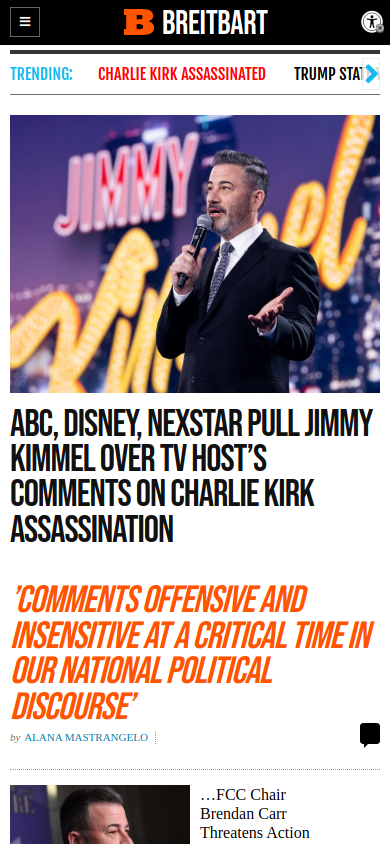 BREITBART
TRENDING:
CHARLIE KIRK ASSASSINATED
TRUMP STAT
JIMMY
Kimmel
ABC, DISNEY, NEXSTAR PULL JIMMY
KIMMEL OVER TV HOST’S
COMMENTS ON CHARLIE KIRK
ASSASSINATION
’COMMENTS OFFENSIVE AND
INSENSITIVE AT A CRITICAL TIME IN
OUR NATIONAL POLITICAL
DISCOURSE’
by ALANA MASTRANGELO
…FCC Chair
Brendan Carr
Threatens Action